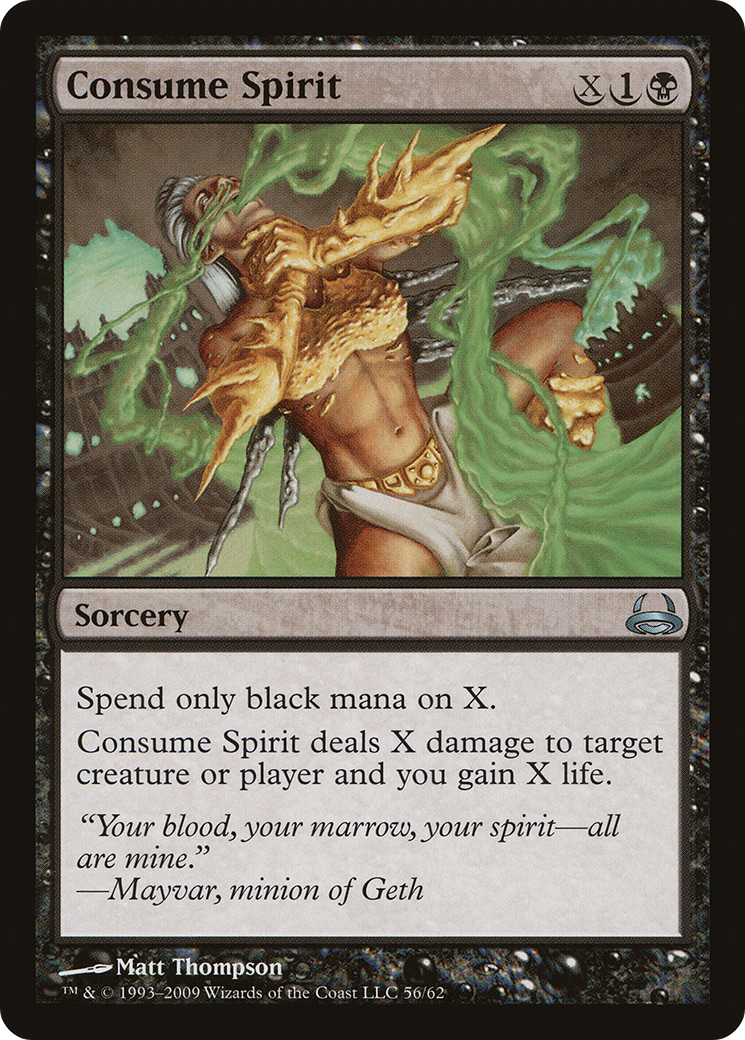 Consume Spirit X1
Sorcery
Spend only black mana on X.
Consume Spirit deals X damage to target
creature or player and you gain X life.
“Your blood, your marrow, your spirit—all
are mine.”
—Mayvar, minion of Geth
Matt Thompson
™ & © 1993–2009 Wizards of the Coast LLC 56/62